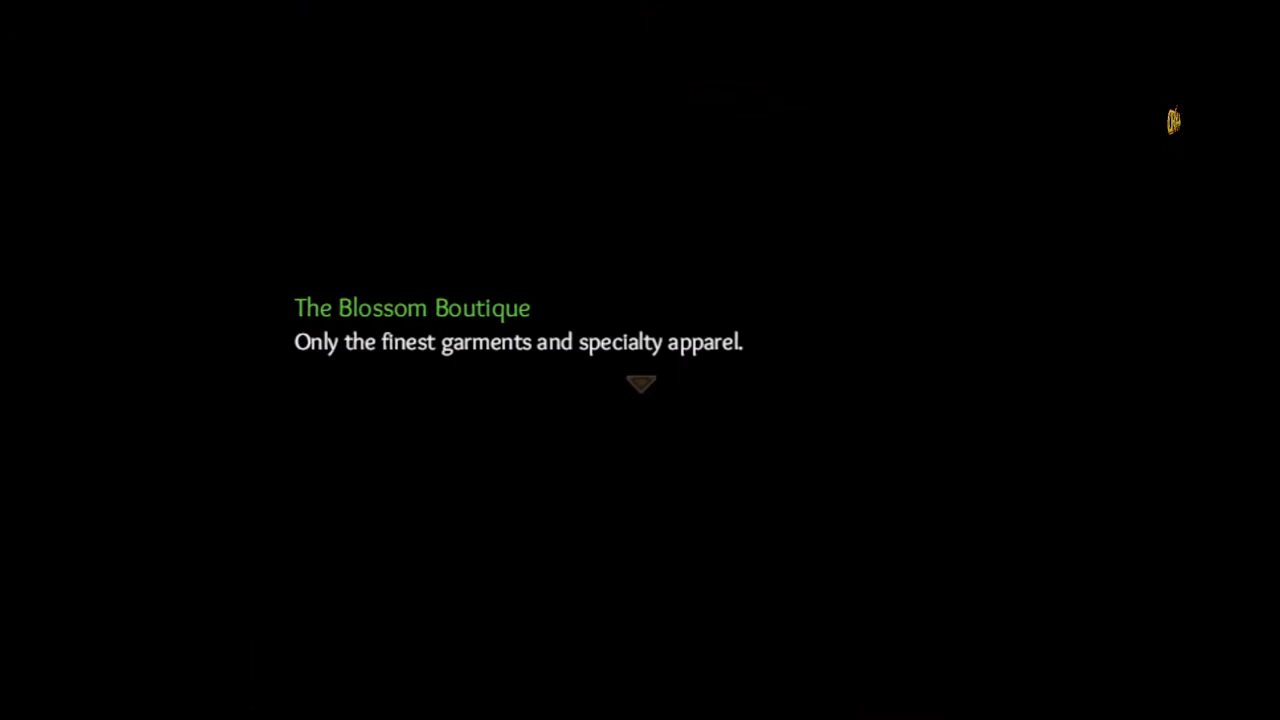 The Blossom Boutique
Only the finest garments and specialty apparel.